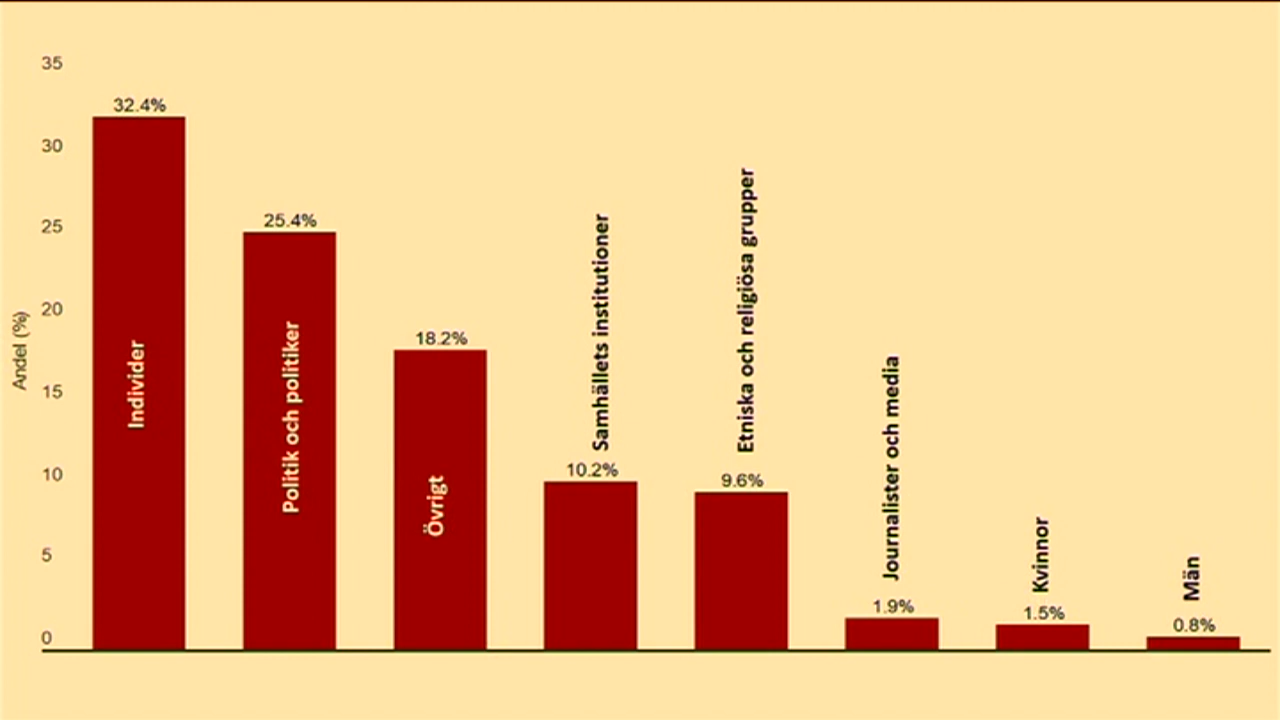 35
30
25
20
15
10
5
0
Andel (%)
32.4%
Individer
25.4%
Politik och politiker
18.2%
Övrigt
10.2%
Samhällets institutioner
9.6%
Etniska och religiösa grupper
1.9%
Journalister och media
1.5%
Kvinnor
0.8%
Män